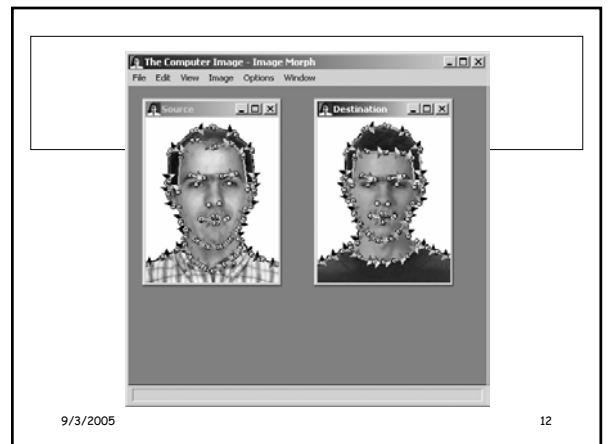 The Computer Image - Image Morph
File Edit View Image Options Window
Source
Destination
9/3/2005
12